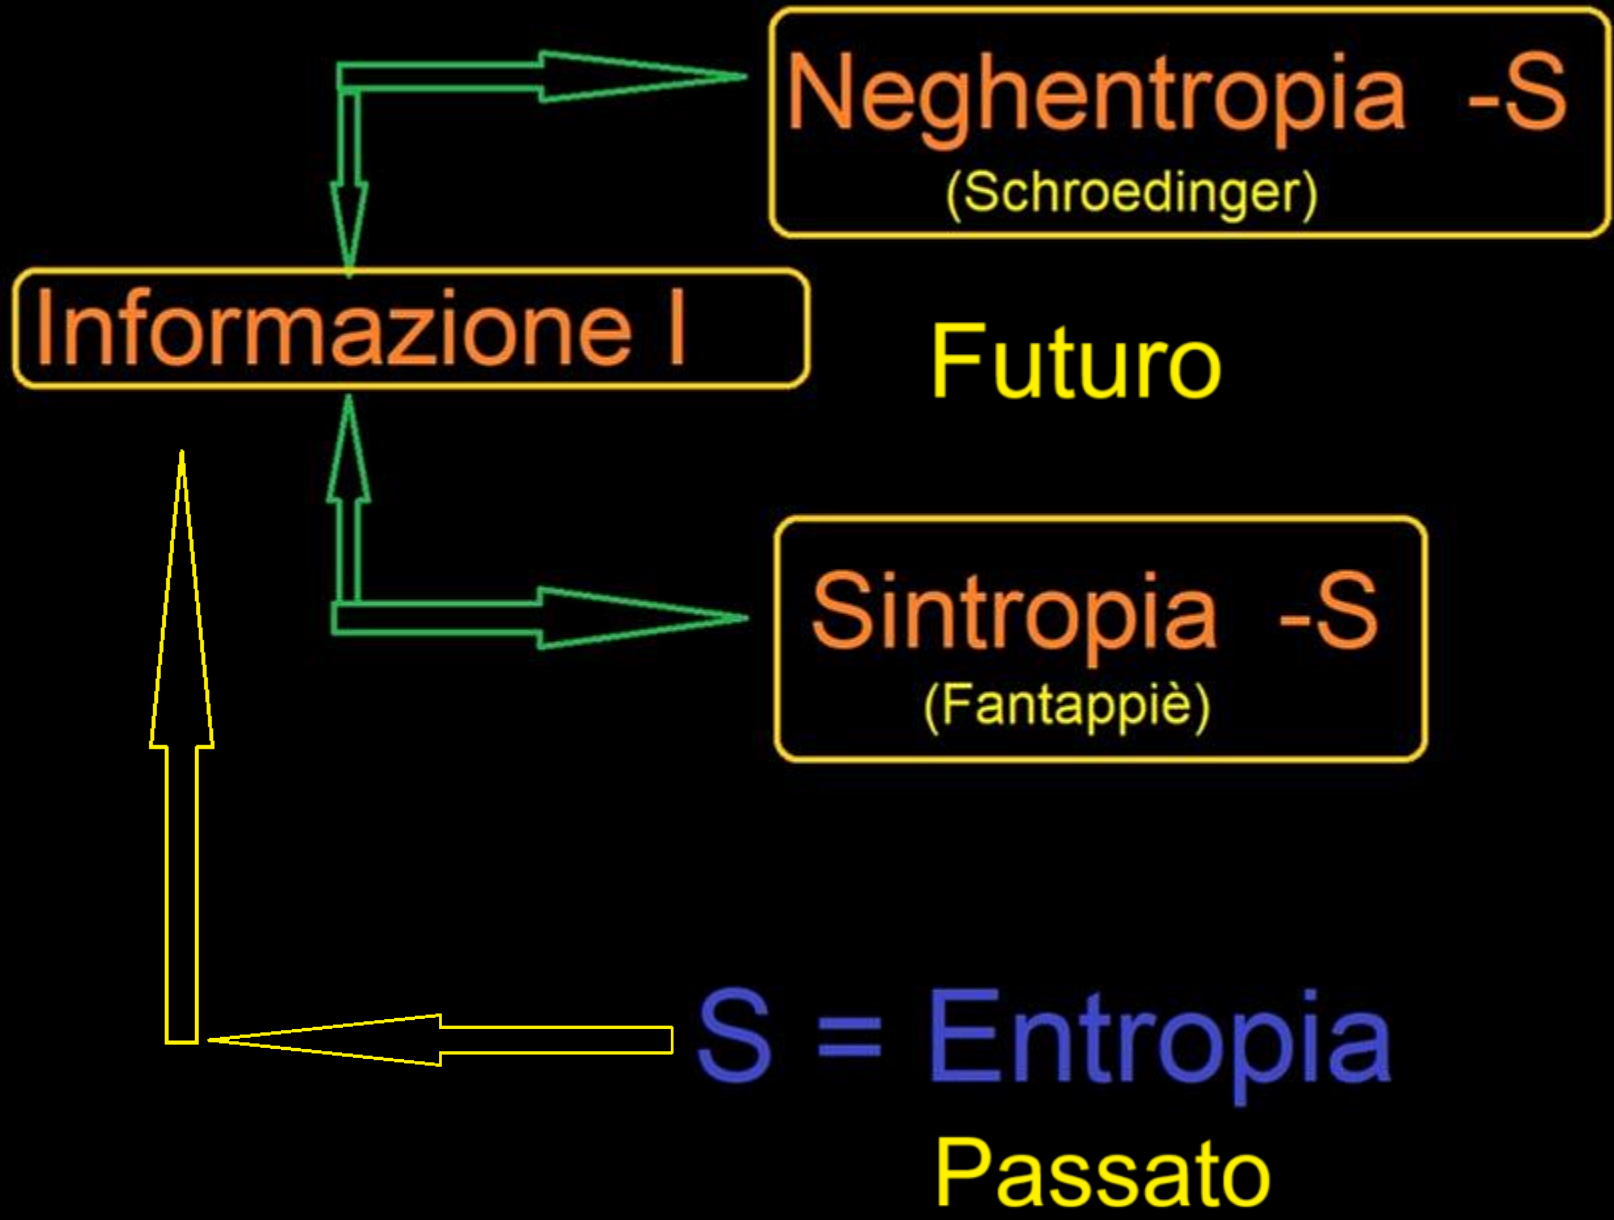 Neghentropia -S
(Schroedinger)
Informazione I
Futuro
Sintropia -S
(Fantappiè)
S = Entropia
Passato